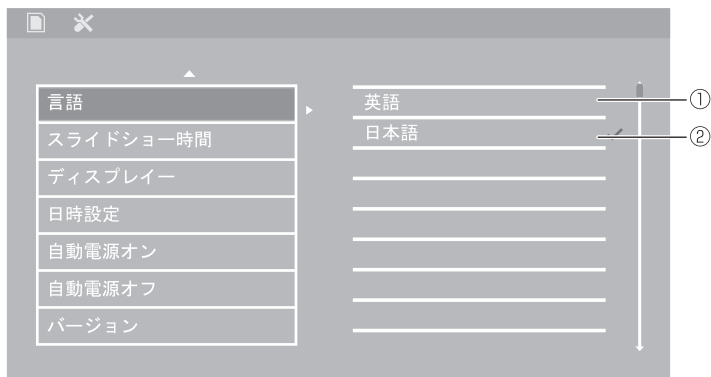 言語
スライドショー時間
ディスプレイー
日時設定
自動電源オン
自動電源オフ
バージョン
英語
日本語
①
②